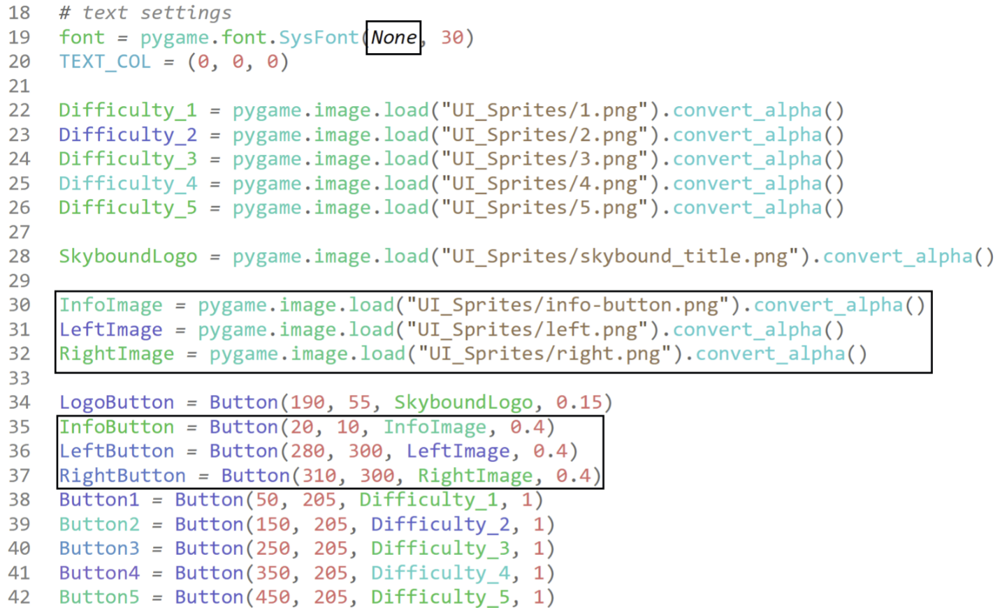 18 # text settings
19 font = pygame.font.SysFont(None, 30)
20 TEXT_COL = (0, 0, 0)
21
22 Difficulty_1 = pygame.image.load("UI_Sprites/1.png").convert_alpha()
23 Difficulty_2 = pygame.image.load("UI_Sprites/2.png").convert_alpha()
24 Difficulty_3 = pygame.image.load("UI_Sprites/3.png").convert_alpha()
25 Difficulty_4 = pygame.image.load("UI_Sprites/4.png").convert_alpha()
26 Difficulty_5 = pygame.image.load("UI_Sprites/5.png").convert_alpha()
27
28 SkyboundLogo = pygame.image.load("UI_Sprites/skybound_title.png").convert_alpha()
29
30 InfoImage = pygame.image.load("UI_Sprites/info-button.png").convert_alpha()
31 LeftImage = pygame.image.load("UI_Sprites/left.png").convert_alpha()
32 RightImage = pygame.image.load("UI_Sprites/right.png").convert_alpha()
33
34 LogoButton = Button(190, 55, SkyboundLogo, 0.15)
35 InfoButton = Button(20, 10, InfoImage, 0.4)
36 LeftButton = Button(280, 300, LeftImage, 0.4)
37 RightButton = Button(310, 300, RightImage, 0.4)
38 Button1 = Button(50, 205, Difficulty_1, 1)
39 Button2 = Button(150, 205, Difficulty_2, 1)
40 Button3 = Button(250, 205, Difficulty_3, 1)
41 Button4 = Button(350, 205, Difficulty_4, 1)
42 Button5 = Button(450, 205, Difficulty_5, 1)